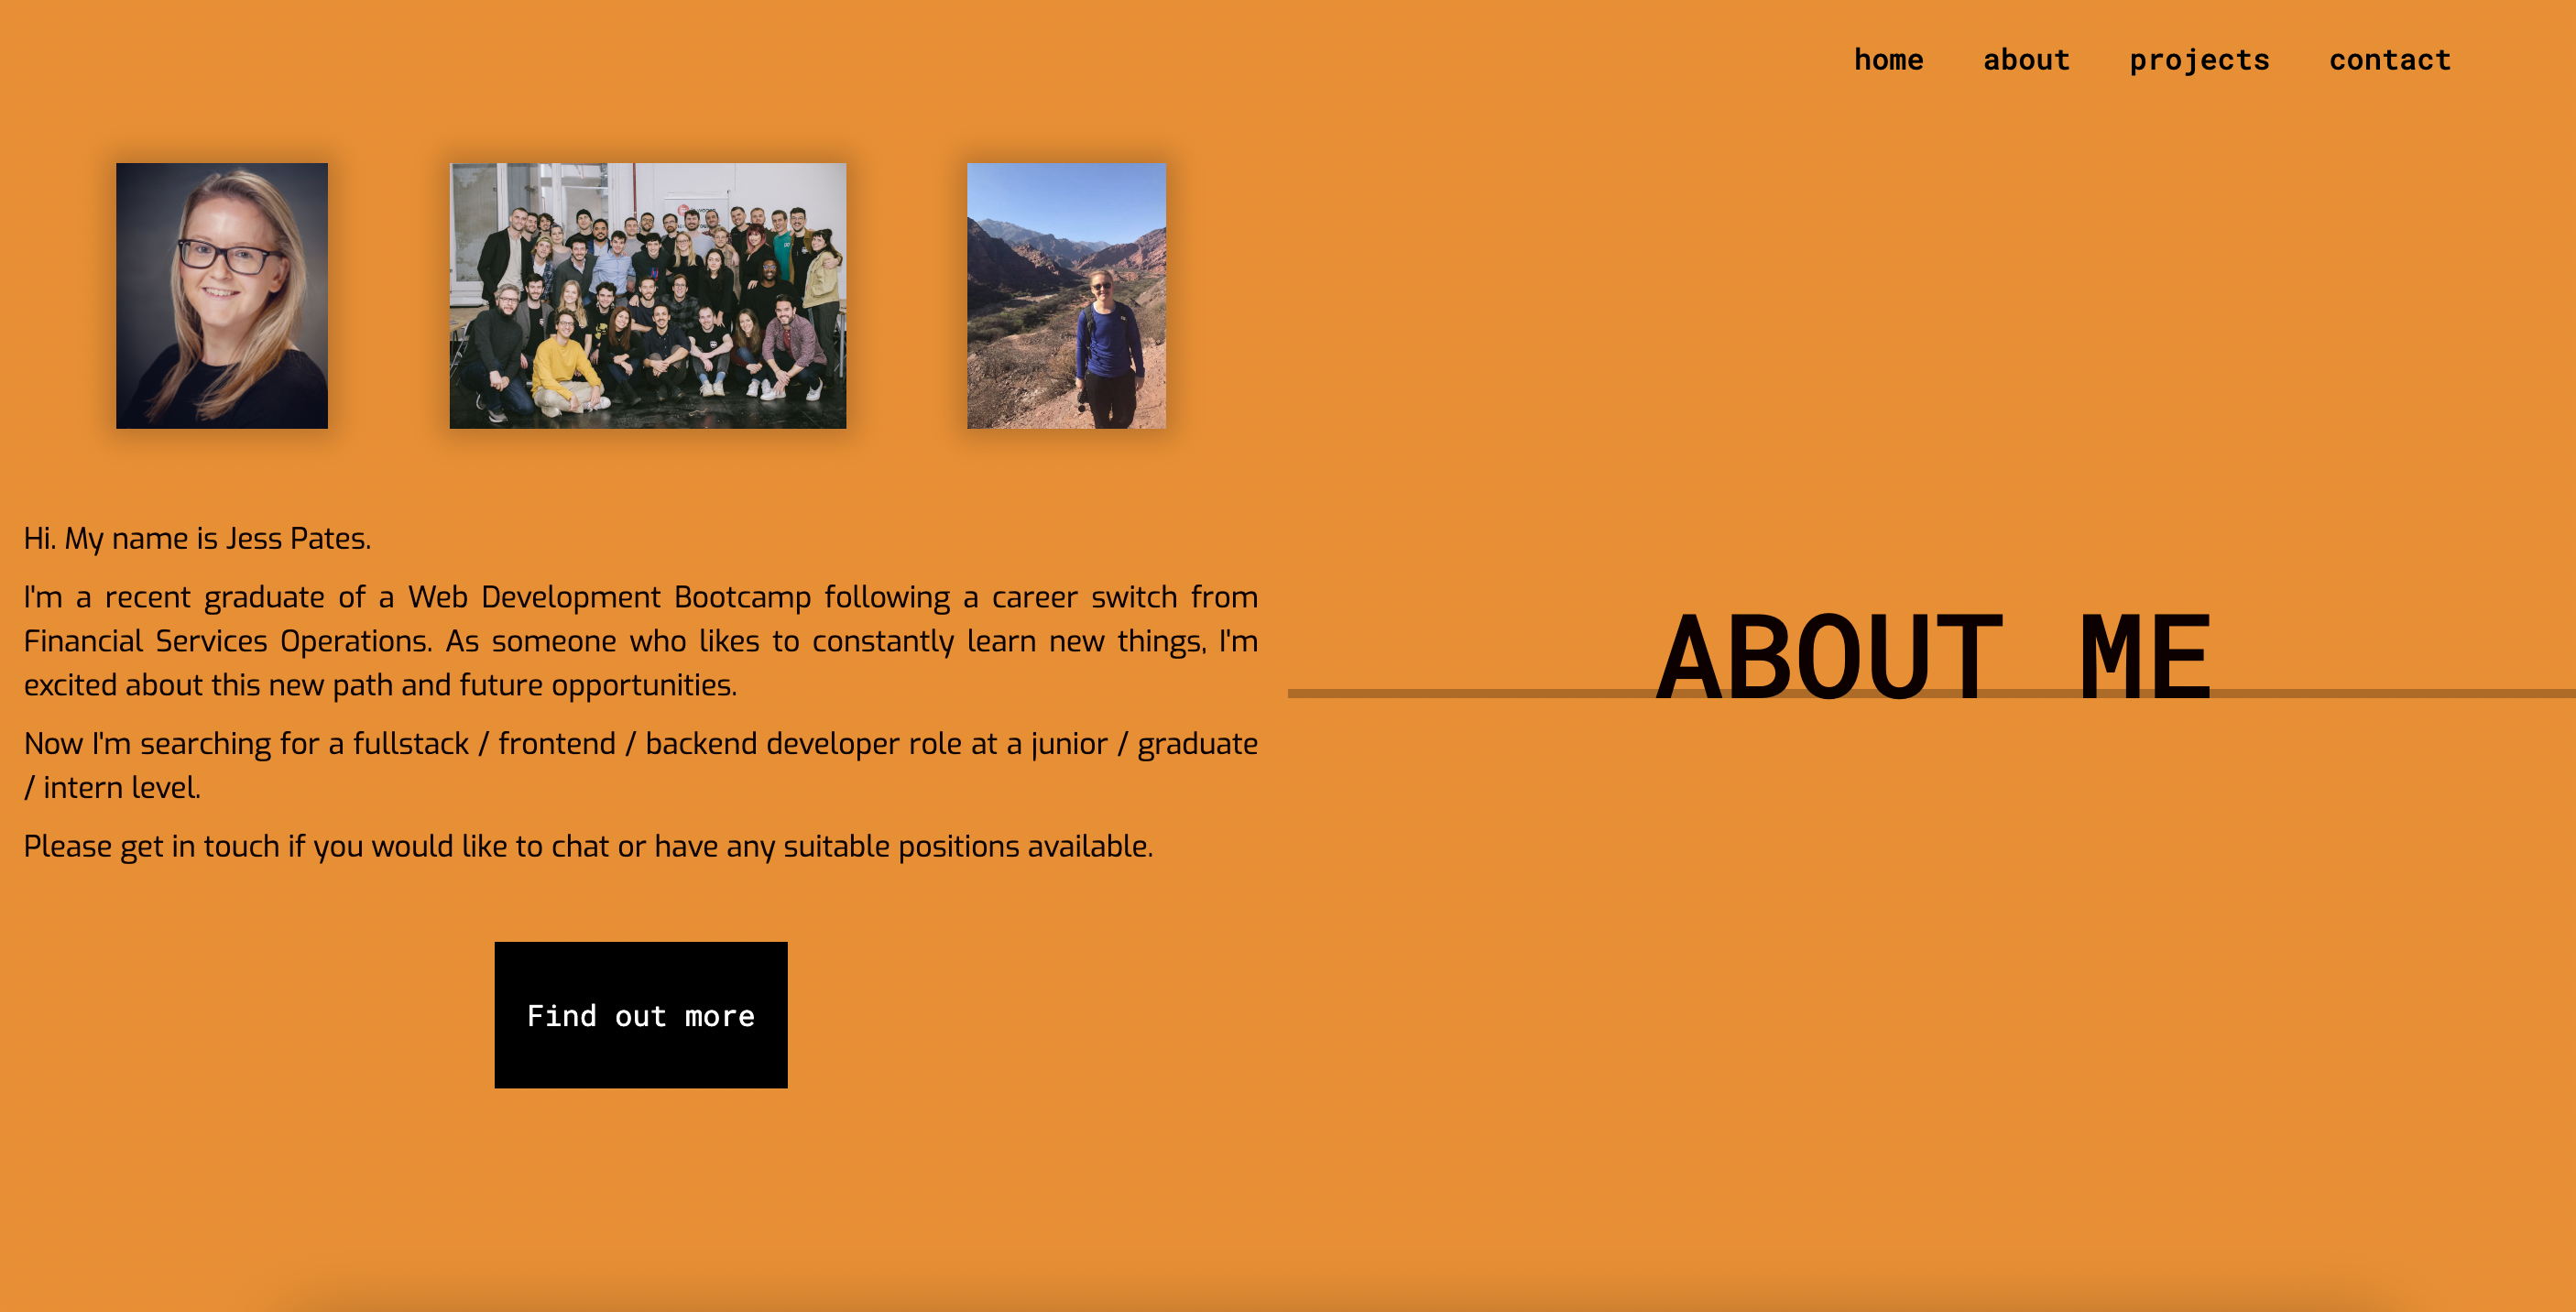 home about projects contact
Hi. My name is Jess Pates.
I'm a recent graduate of a Web Development Bootcamp following a career switch from
Financial Services Operations. As someone who likes to constantly learn new things, I'm
excited about this new path and future opportunities.
Now I'm searching for a fullstack / frontend / backend developer role at a junior / graduate
/ intern level.
Please get in touch if you would like to chat or have any suitable positions available.
Find out more
ABOUT ME